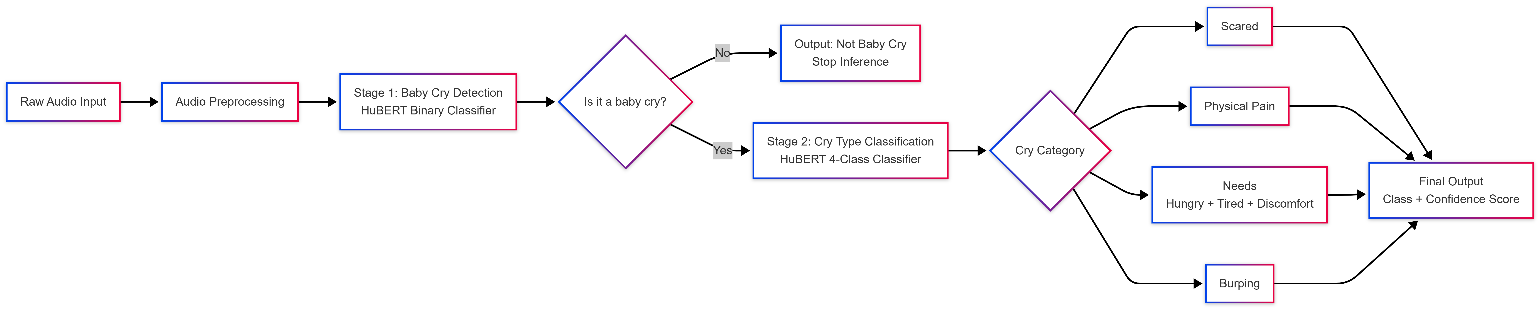 Raw Audio Input
Audio Preprocessing
Stage 1: Baby Cry Detection
HuBERT Binary Classifier
Is it a baby cry?
No
Output: Not Baby Cry
Stop Inference
Yes
Stage 2: Cry Type Classification
HuBERT 4-Class Classifier
Cry Category
Scared
Physical Pain
Needs
Hungry + Tired + Discomfort
Burping
Final Output
Class + Confidence Score